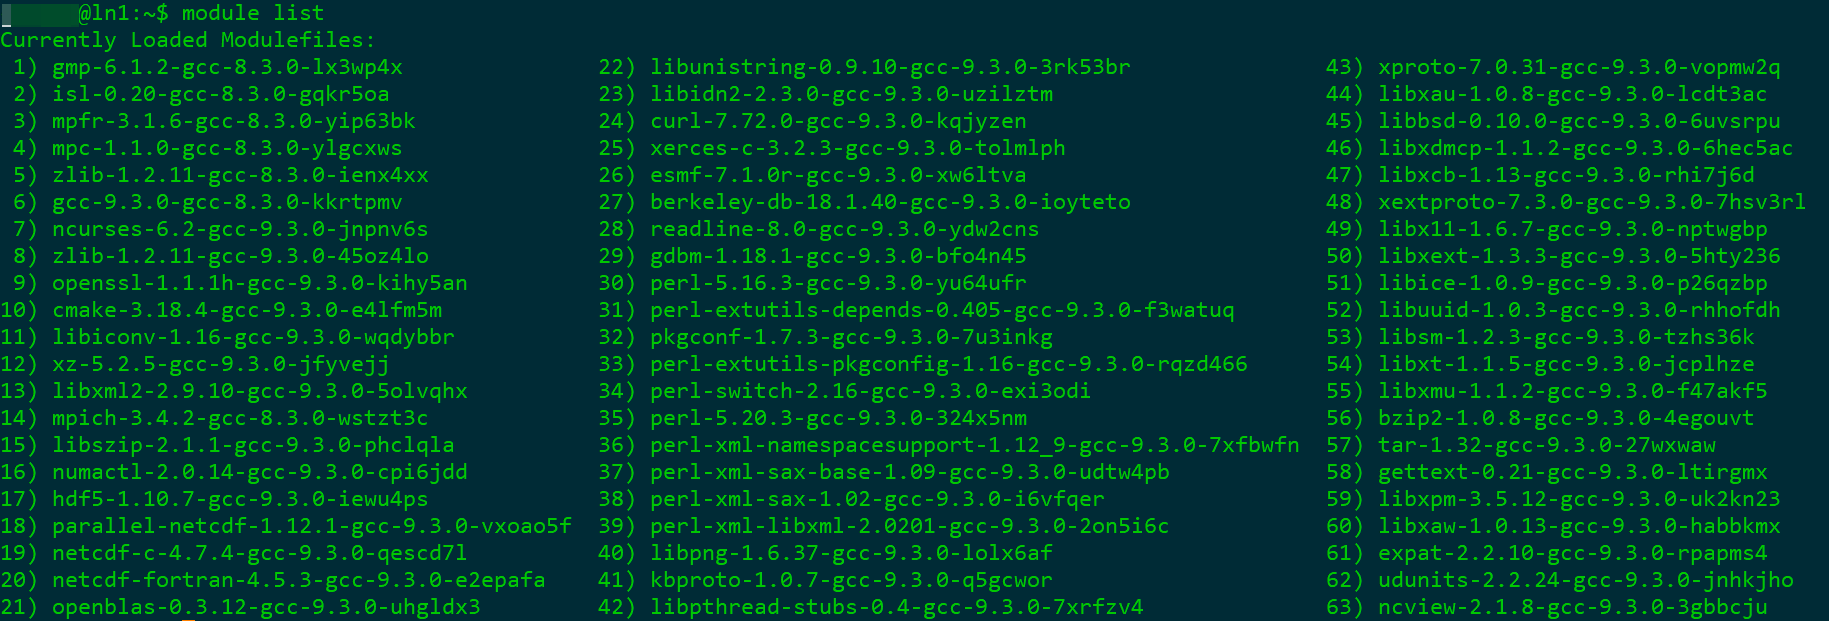 @ln1:~$ module list
Currently Loaded Modulefiles:
1) gmp-6.1.2-gcc-8.3.0-lx3wp4x 22) libunistring-0.9.10-gcc-9.3.0-3rk53br 43) xproto-7.0.31-gcc-9.3.0-vopmw2q
2) isl-0.20-gcc-8.3.0-gqkr5oa 23) libidn2-2.3.0-gcc-9.3.0-uzilztm 44) libxau-1.0.8-gcc-9.3.0-lcdt3ac
3) mpfr-3.1.6-gcc-8.3.0-yip63bk 24) curl-7.72.0-gcc-9.3.0-kqjyzen 45) libbsd-0.10.0-gcc-9.3.0-6uvsrpu
4) mpc-1.1.0-gcc-8.3.0-ylgcxws 25) xerces-c-3.2.3-gcc-9.3.0-tolmlph 46) libxdmcp-1.1.2-gcc-9.3.0-6hec5ac
5) zlib-1.2.11-gcc-8.3.0-ienx4xx 26) esmf-7.1.0r-gcc-9.3.0-xw6ltva 47) libxcb-1.13-gcc-9.3.0-rhi7j6d
6) gcc-9.3.0-gcc-8.3.0-kkrtpmv 27) berkeley-db-18.1.40-gcc-9.3.0-ioyteto 48) xextproto-7.3.0-gcc-9.3.0-7hsv3rl
7) ncurses-6.2-gcc-9.3.0-jnpnv6s 28) readline-8.0-gcc-9.3.0-ydw2cns 49) libx11-1.6.7-gcc-9.3.0-nptwgbp
8) zlib-1.2.11-gcc-9.3.0-45oz4lo 29) gdbm-1.18.1-gcc-9.3.0-bfo4n45 50) libxext-1.3.3-gcc-9.3.0-5hty236
9) openssl-1.1.1h-gcc-9.3.0-kihy5an 30) perl-5.16.3-gcc-9.3.0-yu64ufr 51) libice-1.0.9-gcc-9.3.0-p26qzbp
10) cmake-3.18.4-gcc-9.3.0-e4lfm5m 31) perl-extutils-depends-0.405-gcc-9.3.0-f3watuq 52) libuuid-1.0.3-gcc-9.3.0-rhhofdh
11) libiconv-1.16-gcc-9.3.0-wqdybbr 32) pkgconf-1.7.3-gcc-9.3.0-7u3inkg 53) libsm-1.2.3-gcc-9.3.0-tzhs36k
12) xz-5.2.5-gcc-9.3.0-jfyvejj 33) perl-extutils-pkgconfig-1.16-gcc-9.3.0-rqzd466 54) libxt-1.1.5-gcc-9.3.0-jcplhze
13) libxml2-2.9.10-gcc-9.3.0-5olvqhx 34) perl-switch-2.16-gcc-9.3.0-exi3odi 55) libxmu-1.1.2-gcc-9.3.0-f47akf5
14) mpich-3.4.2-gcc-8.3.0-wstzt3c 35) perl-5.20.3-gcc-9.3.0-324x5nm 56) bzip2-1.0.8-gcc-9.3.0-4egouvt
15) libszip-2.1.1-gcc-9.3.0-phclqla 36) perl-xml-namespacesupport-1.12_9-gcc-9.3.0-7xfbwfn 57) tar-1.32-gcc-9.3.0-27wxwaw
16) numactl-2.0.14-gcc-9.3.0-cpi6jdd 37) perl-xml-sax-base-1.09-gcc-9.3.0-udtw4pb 58) gettext-0.21-gcc-9.3.0-ltirgmx
17) hdf5-1.10.7-gcc-9.3.0-iewu4ps 38) perl-xml-sax-1.02-gcc-9.3.0-i6vfqer 59) libxpm-3.5.12-gcc-9.3.0-uk2kn23
18) parallel-netcdf-1.12.1-gcc-9.3.0-vxoao5f 39) perl-xml-libxml-2.0201-gcc-9.3.0-2on5i6c 60) libxaw-1.0.13-gcc-9.3.0-habbkmx
19) netcdf-c-4.7.4-gcc-9.3.0-qescd7l 40) libpng-1.6.37-gcc-9.3.0-lolx6af 61) expat-2.2.10-gcc-9.3.0-rpapms4
20) netcdf-fortran-4.5.3-gcc-9.3.0-e2epafa 41) kbproto-1.0.7-gcc-9.3.0-q5gcwor 62) udunits-2.2.24-gcc-9.3.0-jnhkjho
21) openblas-0.3.12-gcc-9.3.0-uhgldx3 42) libpthread-stubs-0.4-gcc-9.3.0-7xrfzv4 63) ncview-2.1.8-gcc-9.3.0-3gbbcju